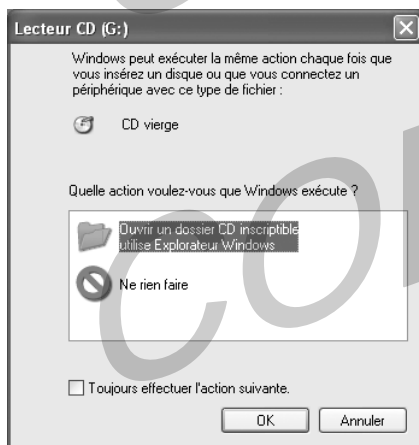 Lecteur CD (G:)
Windows peut exécuter la même action chaque fois que
vous insérez un disque ou que vous connectez un
périphérique avec ce type de fichier :
CD vierge
Quelle action voulez-vous que Windows exécute ?
Ouvrir un dossier CD inscriptible
utilise Explorateur Windows
Ne rien faire
Toujours effectuer l'action suivante.
OK
Annuler